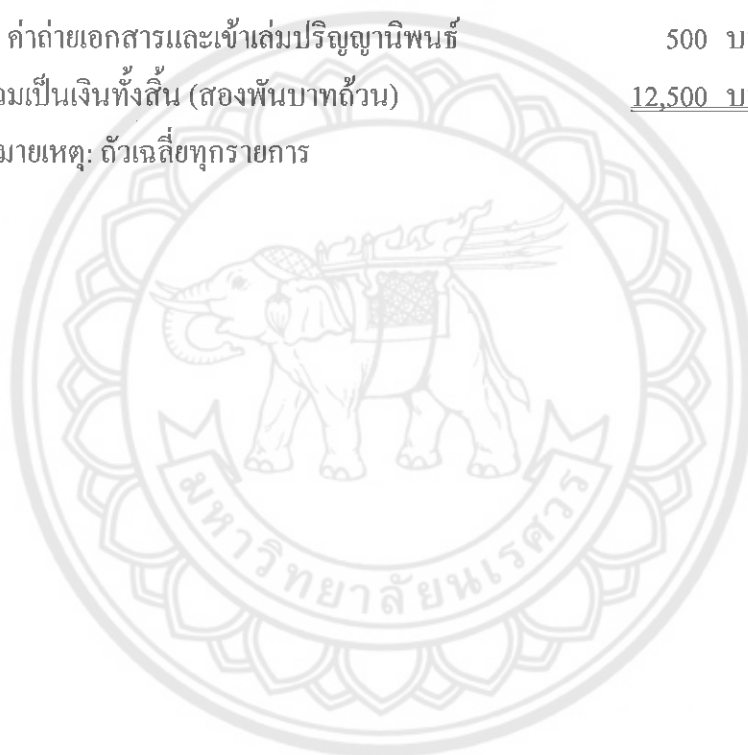 ค่าถ่ายเอกสารและเข้าเล่มปริญญานิพนธ์ 500 บ
วมเป็นเงินทั้งสิ้น (สองพันบาทถ้วน) 12,500 บ
มายเหตุ: ถัวเฉลี่ยทุกรายการ
มหาวิทยาลัยนเรศวร